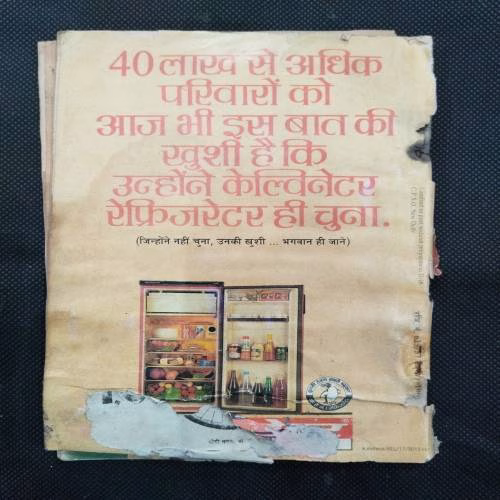 40 लाख से अधिक
परिवारों को
आज भी इस बात की
खुशी है कि
उन्होंने केल्विनेटर
रेफ्रिजरेटर ही चुना.
(जिन्होंने नहीं चुना, उनकी खुशी ... भगवान ही जाने)